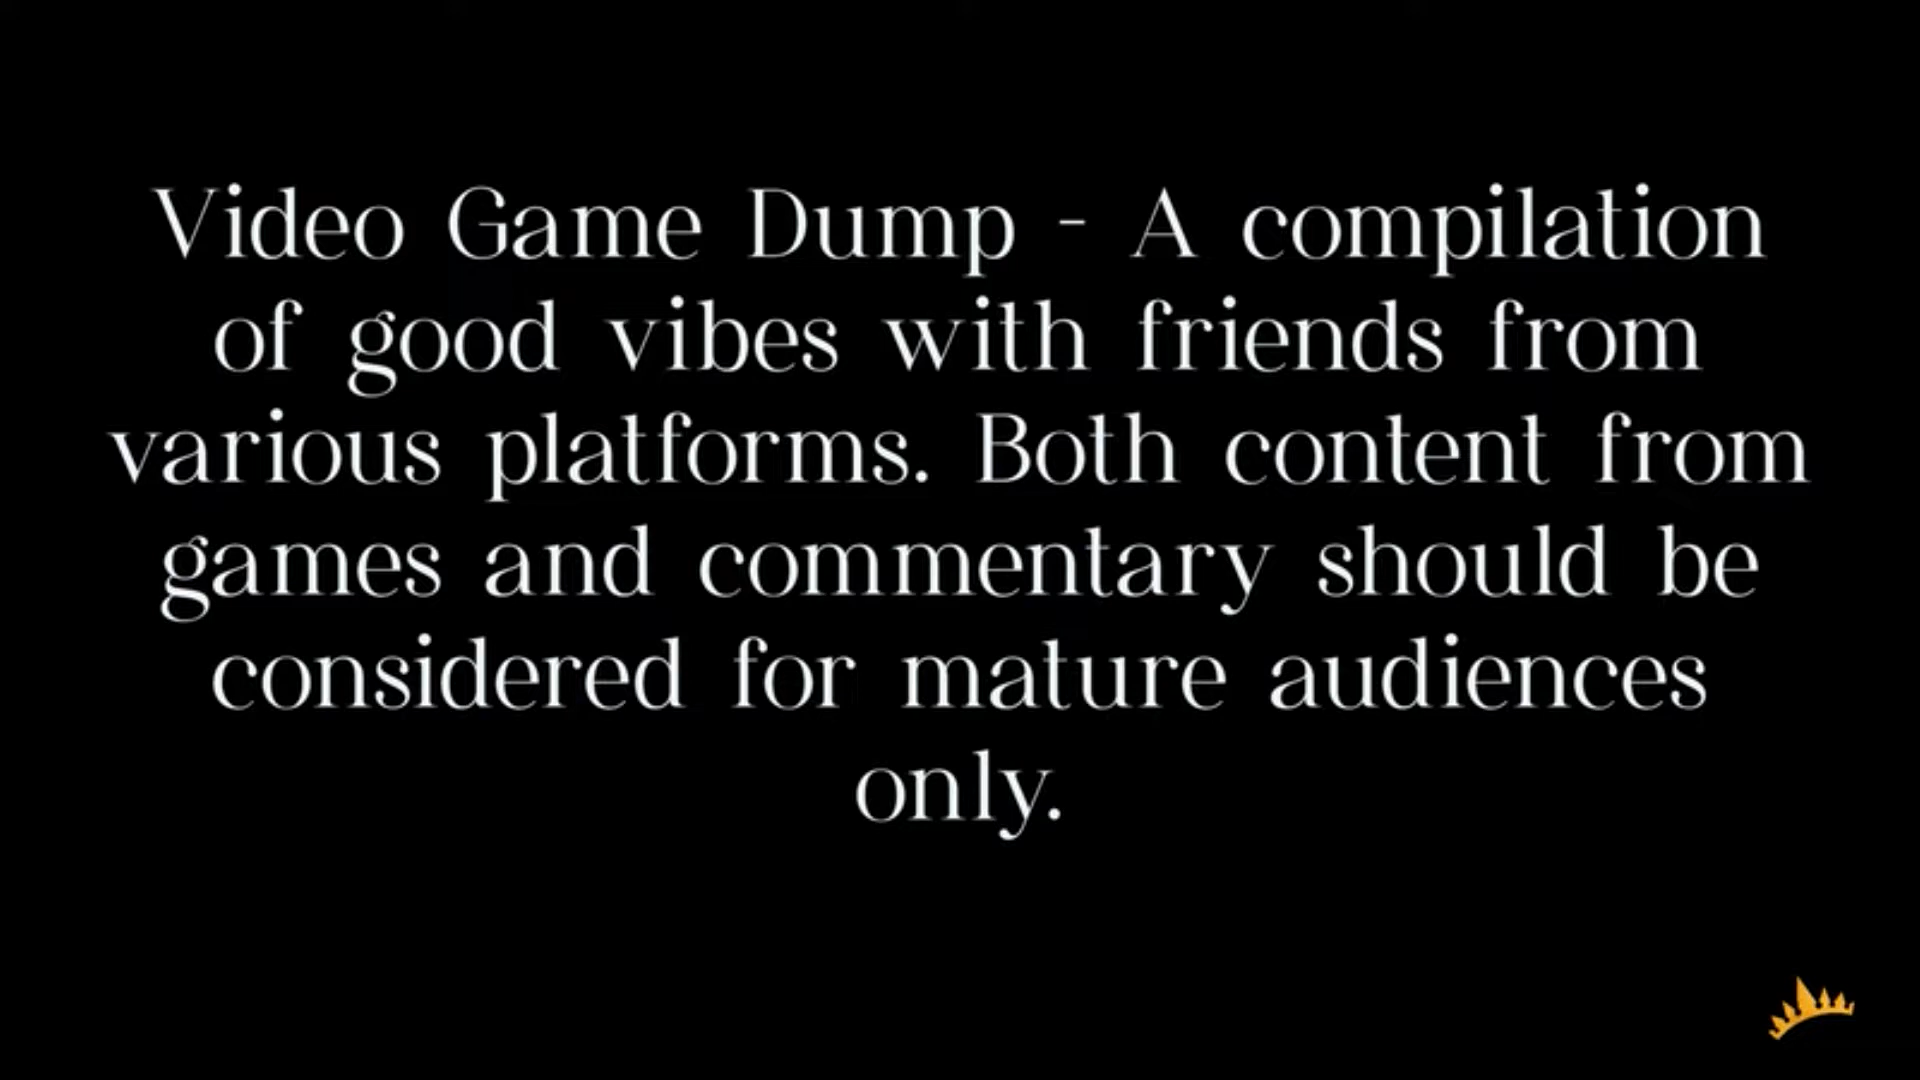 Video Game Dump - A compilation
of good vibes with friends from
various platforms. Both content from
games and commentary should be
considered for mature audiences
only.